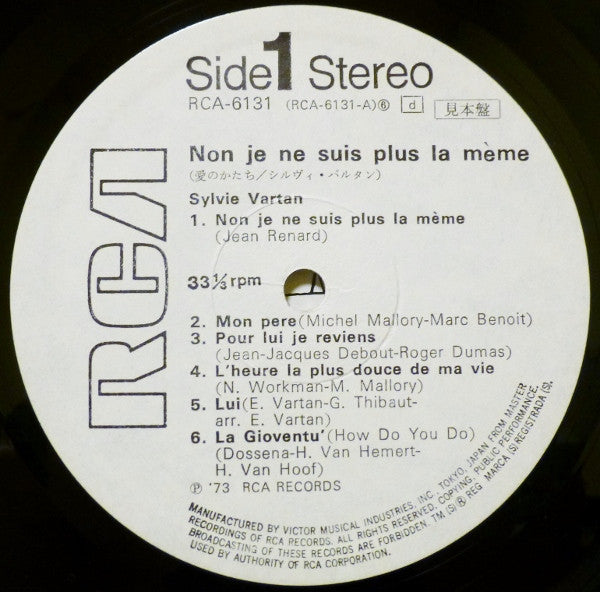 Side 1 Stereo
RCA-6131 (RCA-6131-A)⑥ d 見本盤
Non je ne suis plus la mème
(愛のかたち/シルヴィ・バルタン)
Sylvie Vartan
1. Non je ne suis plus la mème
(Jean Renard)
33⅓ rpm
2. Mon pere (Michel Mallory-Marc Benoit)
3. Pour lui je reviens
(Jean-Jacques Debout-Roger Dumas)
4. L'heure la plus douce de ma vie
(N. Workman-M. Mallory)
5. Lui (E. Vartan-G. Thibaut-
arr. E. Vartan)
6. La Gioventu' (How Do You Do)
(Dossena-H. Van Hemert-
H. Van Hoof)
Ⓟ '73 RCA RECORDS
RCA
MANUFACTURED BY VICTOR MUSICAL INDUSTRIES, INC. TOKYO, JAPAN FROM MASTER
RECORDINGS OF RCA RECORDS. ALL RIGHTS RESERVED. COPYING, PUBLIC PERFORMANCE,
BROADCASTING OF THESE RECORDS ARE FORBIDDEN. TM. (S) ® REG MARCA (S) REGISTRADA (S).
USED BY AUTHORITY OF RCA CORPORATION.